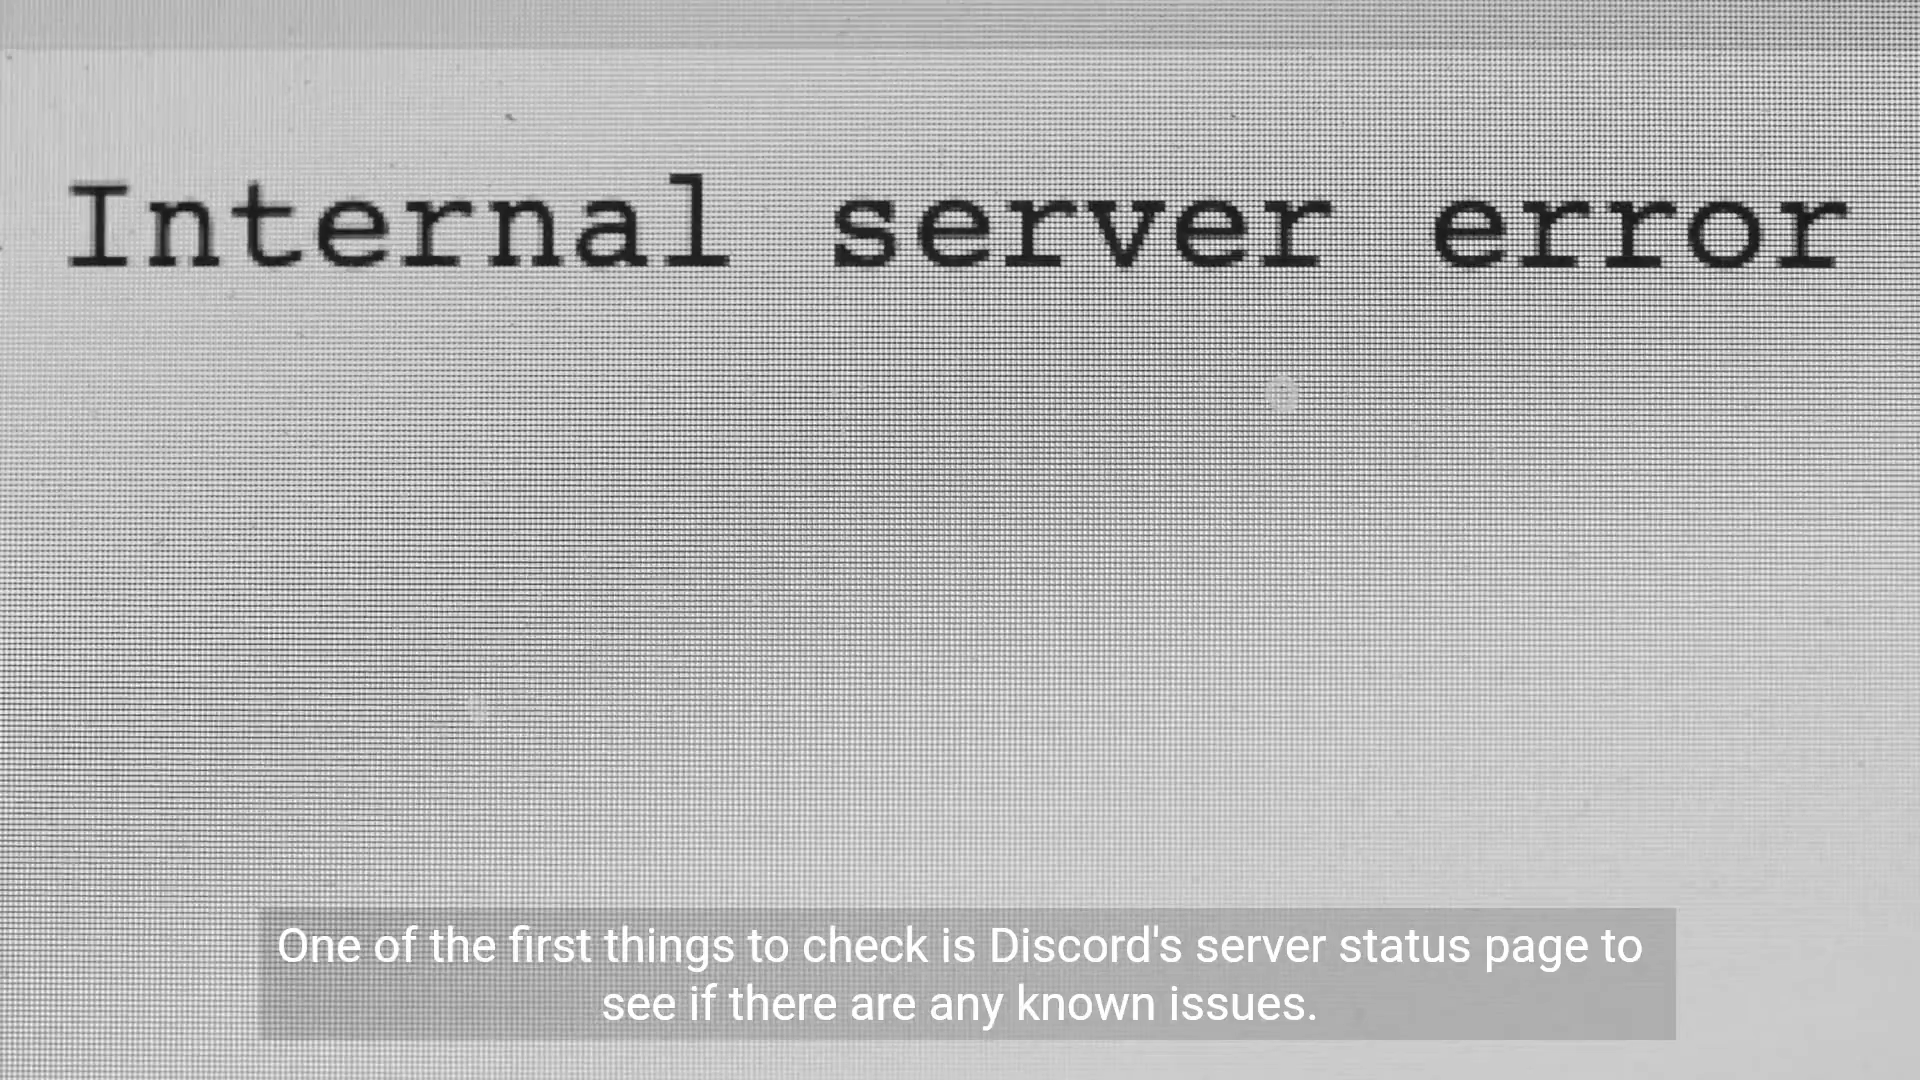 Internal server error
One of the first things to check is Discord's server status page to
see if there are any known issues.